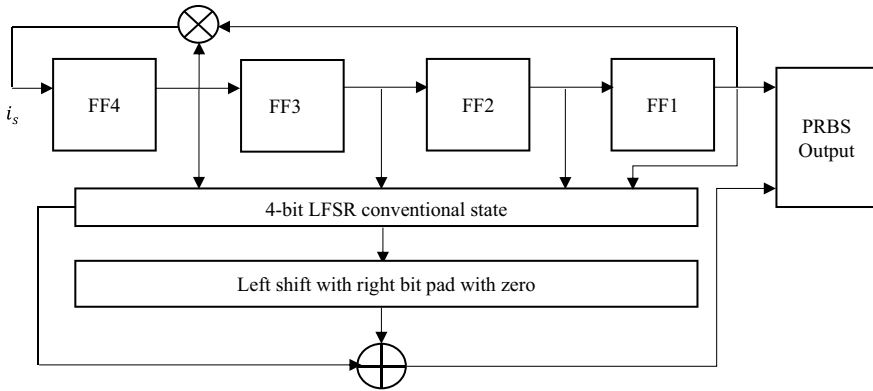 i_s
FF4
FF3
FF2
FF1
PRBS
Output
4-bit LFSR conventional state
Left shift with right bit pad with zero